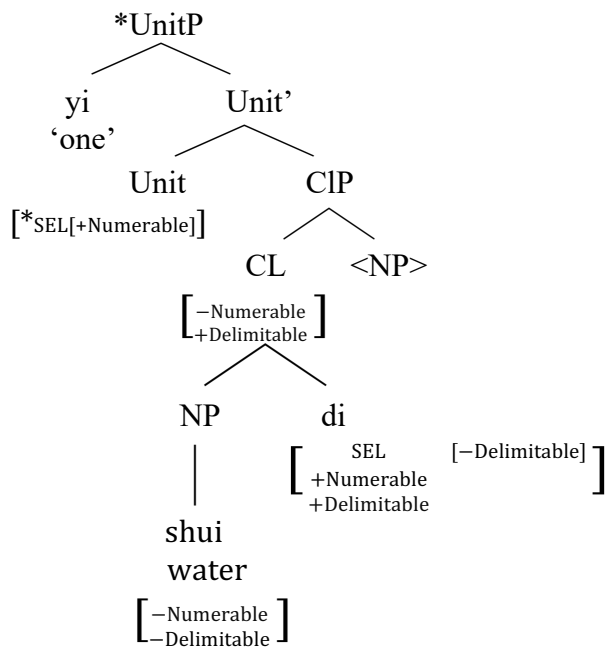 *UnitP
yi Unit’
‘one’
Unit ClP
[*SEL[+Numerable]]
CL <NP>
[−Numerable
+Delimitable]
NP di
[SEL [−Delimitable]
+Numerable
+Delimitable]
shui
water
[−Numerable
−Delimitable]